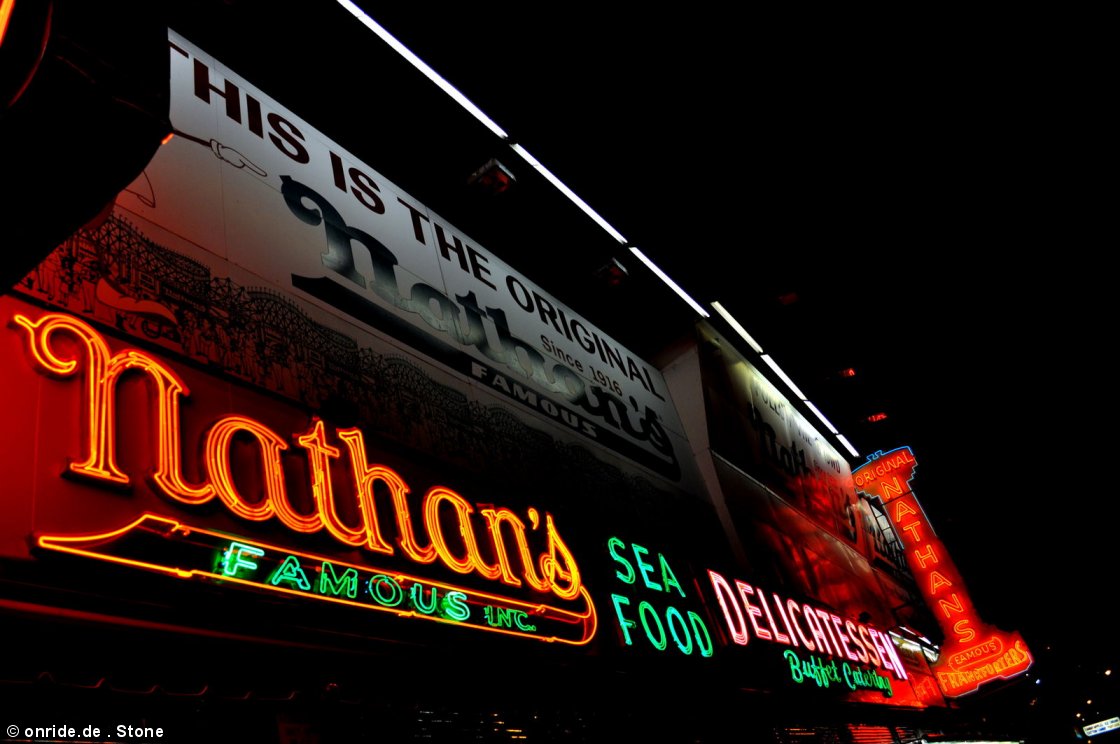 THIS IS THE ORIGINAL
Nathan's
Since 1916
FAMOUS
Nathan's
FAMOUS INC.
SEA
FOOD
DELICATESSEN
Buffet Catering
ORIGINAL
NATHANS
FAMOUS
FRANKFURTERS
© onride.de . Stone